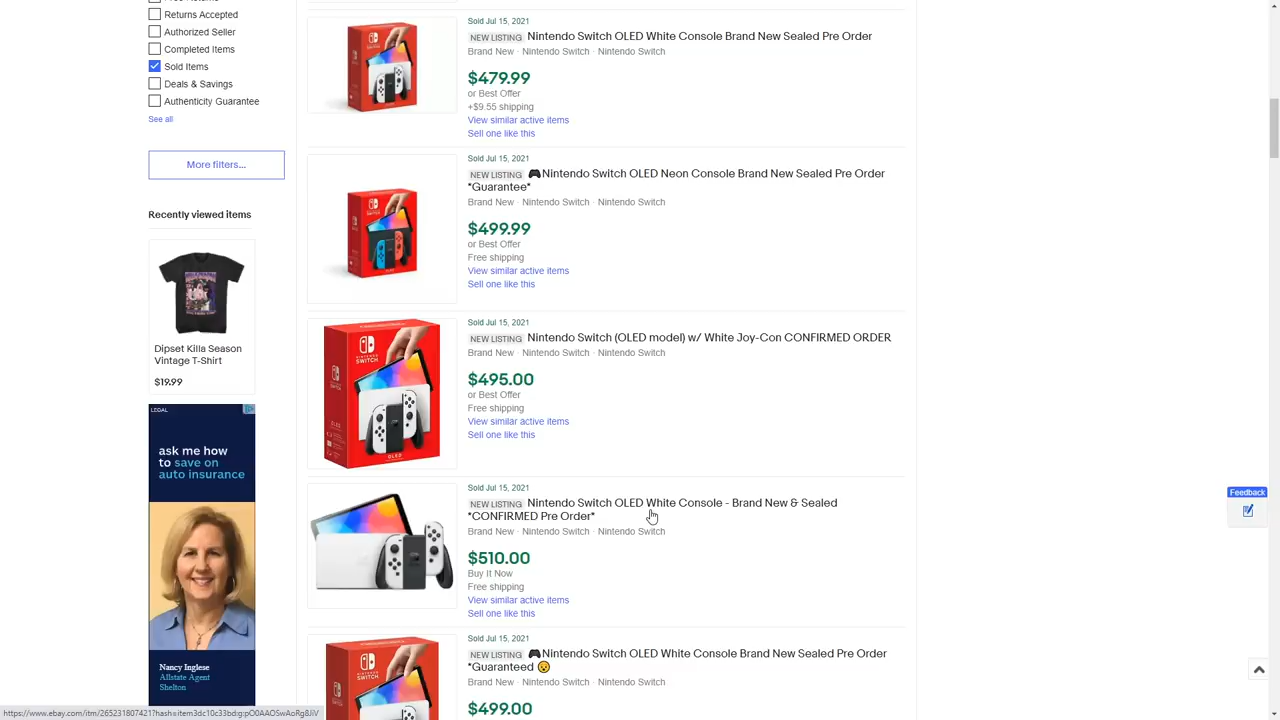 Returns Accepted
Authorized Seller
Completed Items
Sold Items
Deals & Savings
Authenticity Guarantee
See all
More filters...
Recently viewed items
Dipset Killa Season
Vintage T-Shirt
$19.99
LEGAL
ask me how
to save on
auto insurance
Nancy Inglese
Allstate Agent
Shelton
Sold Jul 15, 2021
NEW LISTING Nintendo Switch OLED White Console Brand New Sealed Pre Order
Brand New · Nintendo Switch · Nintendo Switch
$479.99
or Best Offer
+$9.55 shipping
View similar active items
Sell one like this
Sold Jul 15, 2021
NEW LISTING 🎮Nintendo Switch OLED Neon Console Brand New Sealed Pre Order
*Guarantee*
Brand New · Nintendo Switch · Nintendo Switch
$499.99
or Best Offer
Free shipping
View similar active items
Sell one like this
Sold Jul 15, 2021
NEW LISTING Nintendo Switch (OLED model) w/ White Joy-Con CONFIRMED ORDER
Brand New · Nintendo Switch · Nintendo Switch
$495.00
or Best Offer
Free shipping
View similar active items
Sell one like this
NINTENDO
SWITCH
OLED
Sold Jul 15, 2021
NEW LISTING Nintendo Switch OLED White Console - Brand New & Sealed
*CONFIRMED Pre Order*
Brand New · Nintendo Switch · Nintendo Switch
$510.00
Buy It Now
Free shipping
View similar active items
Sell one like this
Sold Jul 15, 2021
NEW LISTING 🎮Nintendo Switch OLED White Console Brand New Sealed Pre Order
*Guaranteed 😯
Brand New · Nintendo Switch · Nintendo Switch
$499.00
Feedback